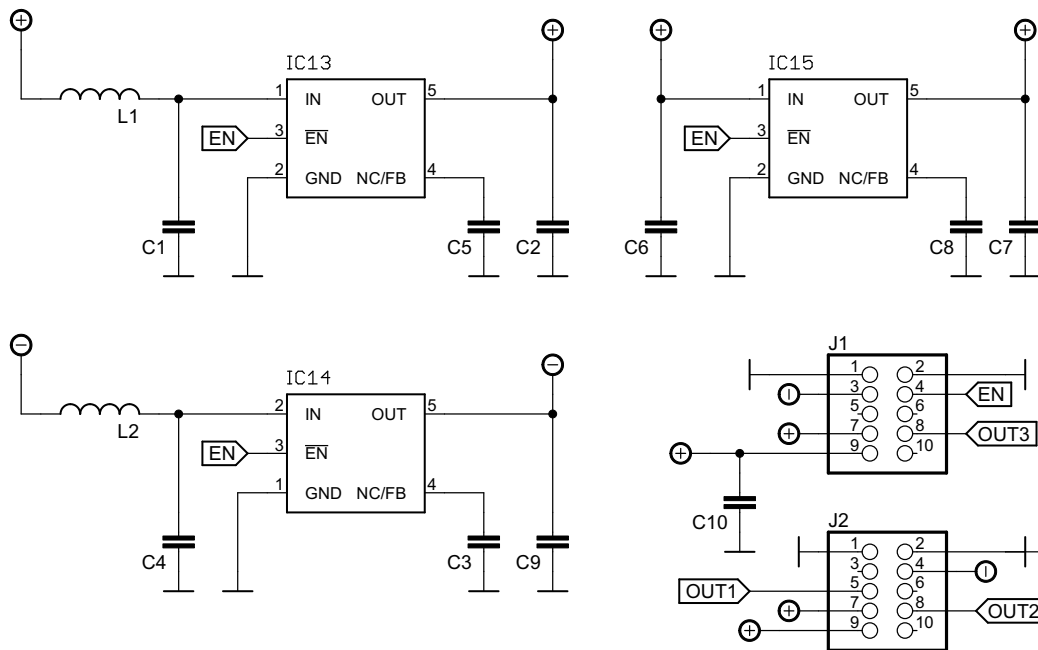 IC13
1 IN OUT 5
L1
EN 3 EN
2 GND NC/FB 4
C1 C5 C2
IC15
1 IN OUT 5
EN 3 EN
2 GND NC/FB 4
C6 C8 C7
IC14
2 IN OUT 5
L2
EN 3 EN
1 GND NC/FB 4
C4 C3 C9
J1
1 2
3 4 EN
5 6
7 8 OUT3
9 10
C10
J2
1 2
3 4
OUT1 5 6
7 8 OUT2
9 10